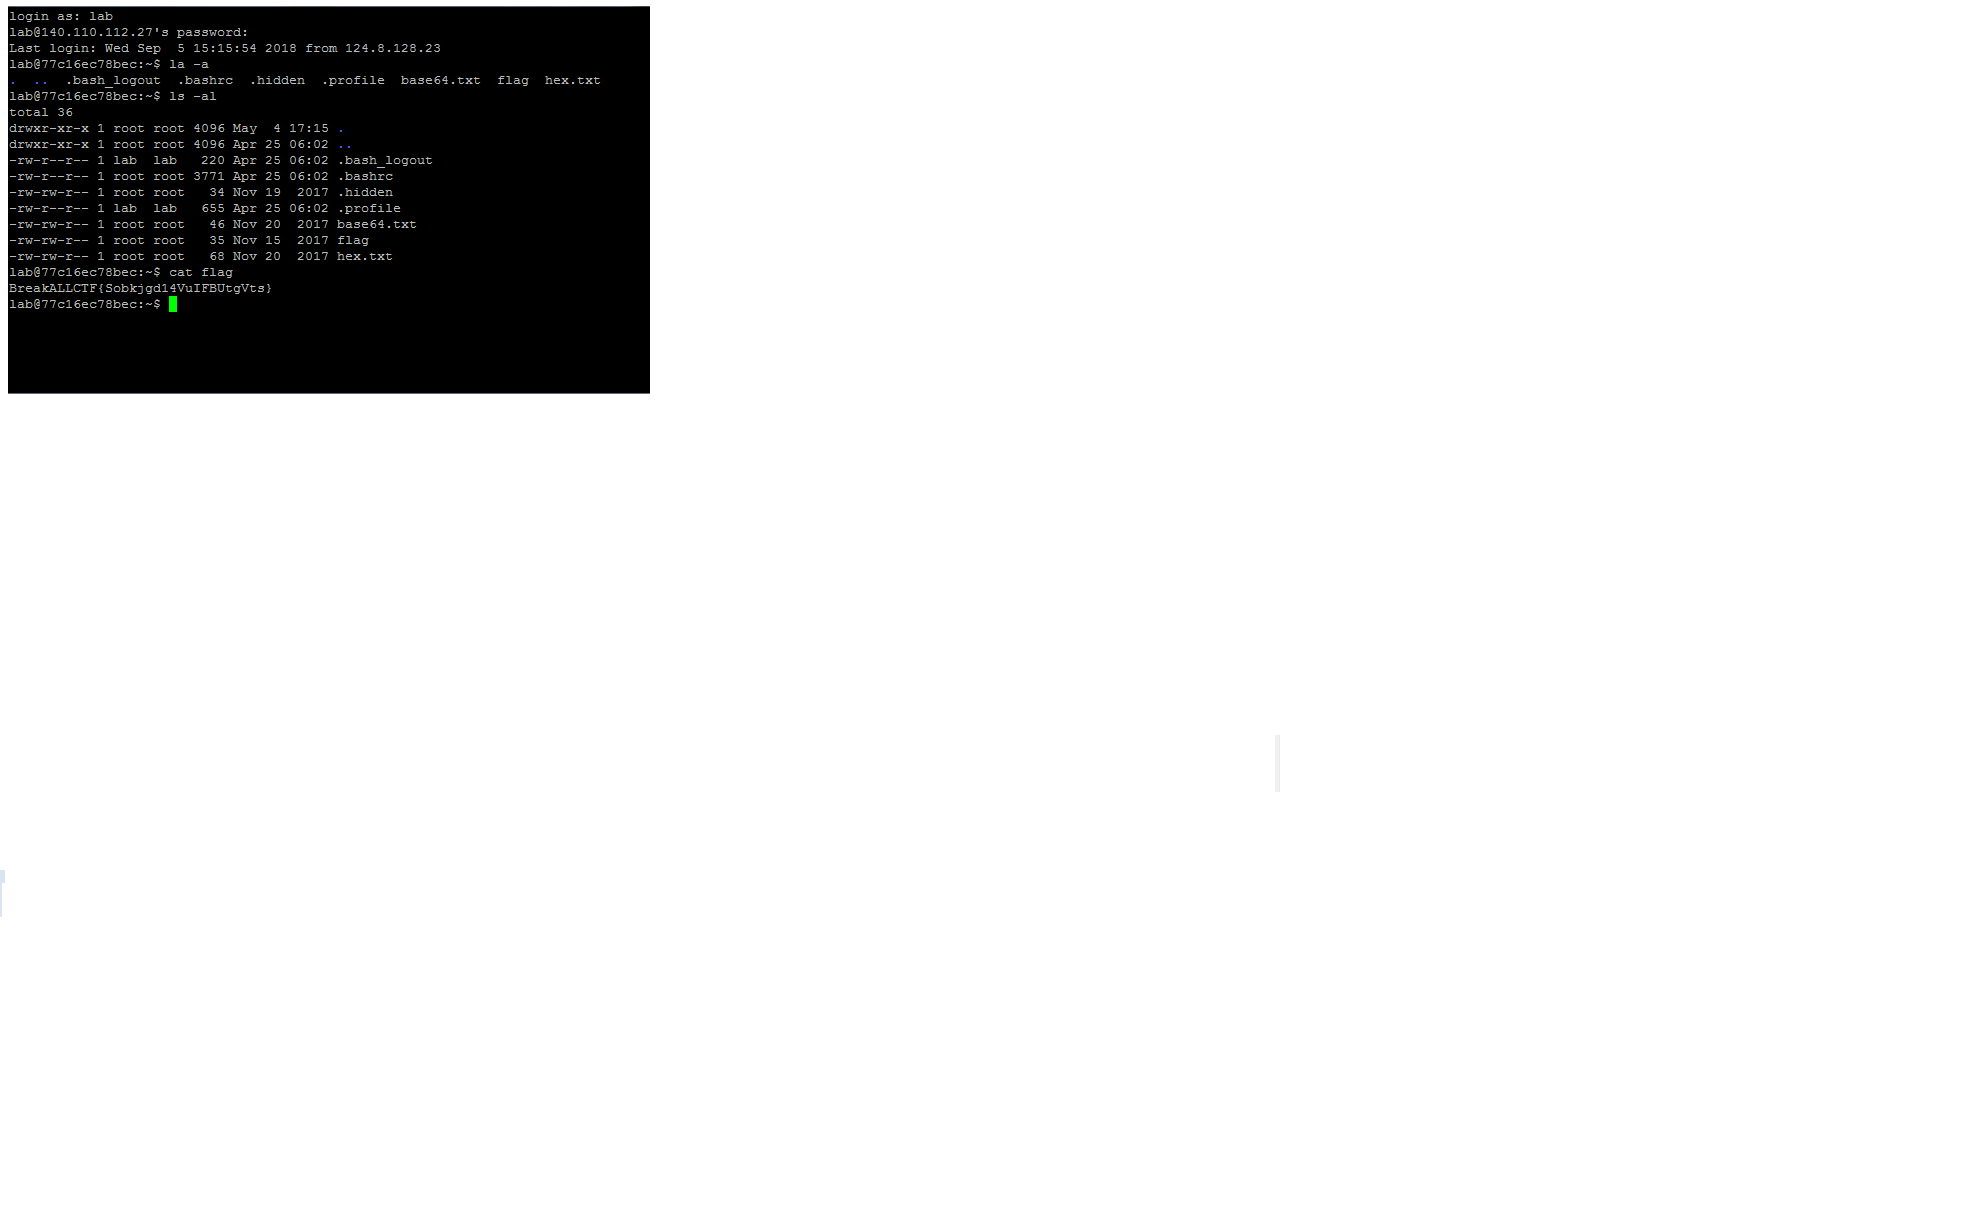 login as: lab
lab@140.110.112.27's password:
Last login: Wed Sep  5 15:15:54 2018 from 124.8.128.23
lab@77c16ec78bec:~$ la -a
.  ..  .bash_logout  .bashrc  .hidden  .profile  base64.txt  flag  hex.txt
lab@77c16ec78bec:~$ ls -al
total 36
drwxr-xr-x 1 root root 4096 May  4 17:15 .
drwxr-xr-x 1 root root 4096 Apr 25 06:02 ..
-rw-r--r-- 1 lab  lab   220 Apr 25 06:02 .bash_logout
-rw-r--r-- 1 root root 3771 Apr 25 06:02 .bashrc
-rw-rw-r-- 1 root root   34 Nov 19  2017 .hidden
-rw-r--r-- 1 lab  lab   655 Apr 25 06:02 .profile
-rw-rw-r-- 1 root root   46 Nov 20  2017 base64.txt
-rw-rw-r-- 1 root root   35 Nov 15  2017 flag
-rw-rw-r-- 1 root root   68 Nov 20  2017 hex.txt
lab@77c16ec78bec:~$ cat flag
BreakALLCTF{Sobkjgd14VuIFBUtgVts}
lab@77c16ec78bec:~$